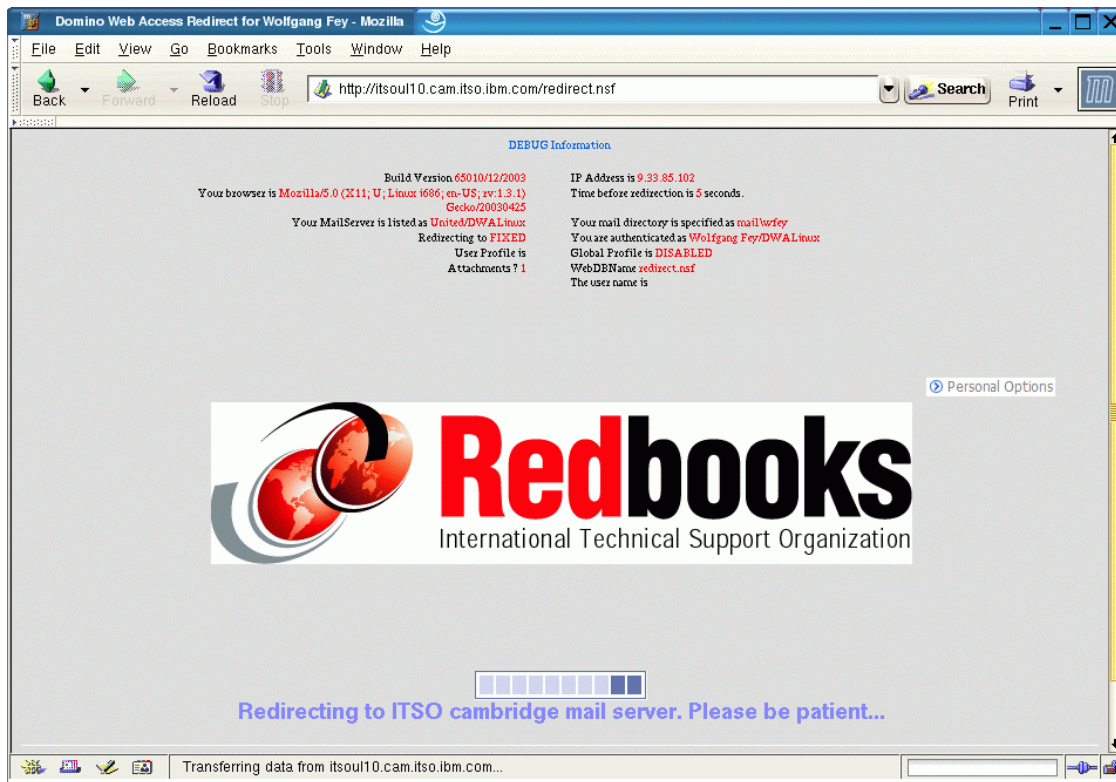 Domino Web Access Redirect for Wolfgang Fey - Mozilla
File Edit View Go Bookmarks Tools Window Help
Back Forward Reload Stop http://itsoul10.cam.itso.ibm.com/redirect.nsf Search Print
DEBUG Information
Build Version 65010/12/2003
Your browser is Mozilla/5.0 (X11; U; Linux i686; en-US; rv:1.3.1)
Gecko/20030425
Your MailServer is listed as United/DWALinux
Redirecting to FIXED
User Profile is
Attachments ? 1
IP Address is 9.33.85.102
Time before redirection is 5 seconds.
Your mail directory is specified as mail\wfey
You are authenticated as Wolfgang Fey/DWALinux
Global Profile is DISABLED
WebDBName redirect.nsf
The user name is
Personal Options
Redbooks
International Technical Support Organization
Redirecting to ITSO cambridge mail server. Please be patient...
Transferring data from itsoul10.cam.itso.ibm.com...